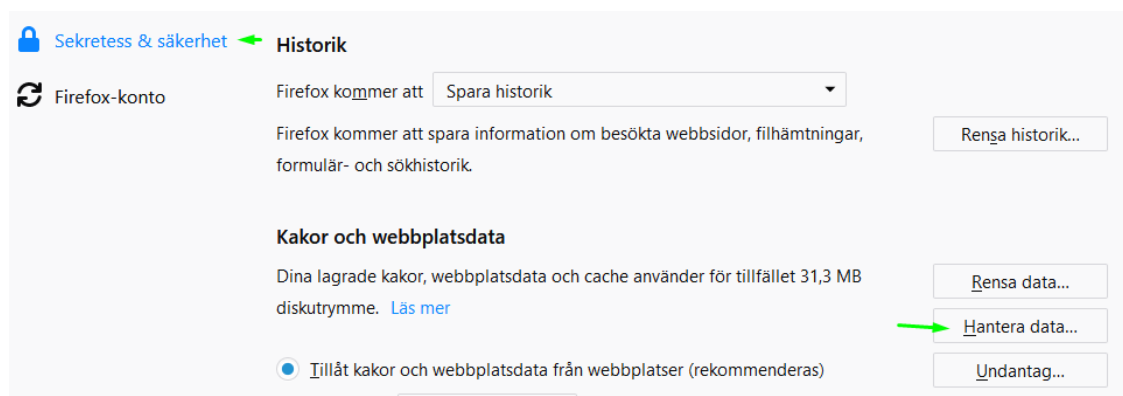 Sekretess & säkerhet
Firefox-konto
Historik
Firefox kommer att Spara historik
Firefox kommer att spara information om besökta webbsidor, filhämtningar,
formulär- och sökhistorik.
Rensa historik...
Kakor och webbplatsdata
Dina lagrade kakor, webbplatsdata och cache använder för tillfället 31,3 MB
diskutrymme. Läs mer
Rensa data...
Hantera data...
Tillåt kakor och webbplatsdata från webbplatser (rekommenderas)
Undantag...